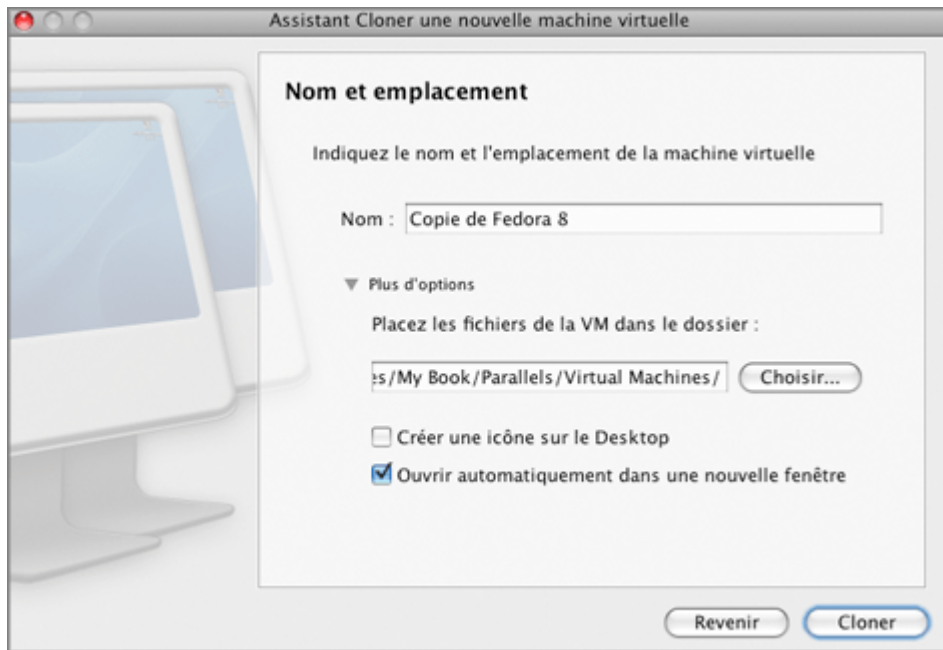 Assistant Cloner une nouvelle machine virtuelle
Nom et emplacement
Indiquez le nom et l'emplacement de la machine virtuelle
Nom : Copie de Fedora 8
Plus d'options
Placez les fichiers de la VM dans le dossier :
es/My Book/Parallels/Virtual Machines/ Choisir...
Créer une icône sur le Desktop
Ouvrir automatiquement dans une nouvelle fenêtre
Revenir Cloner